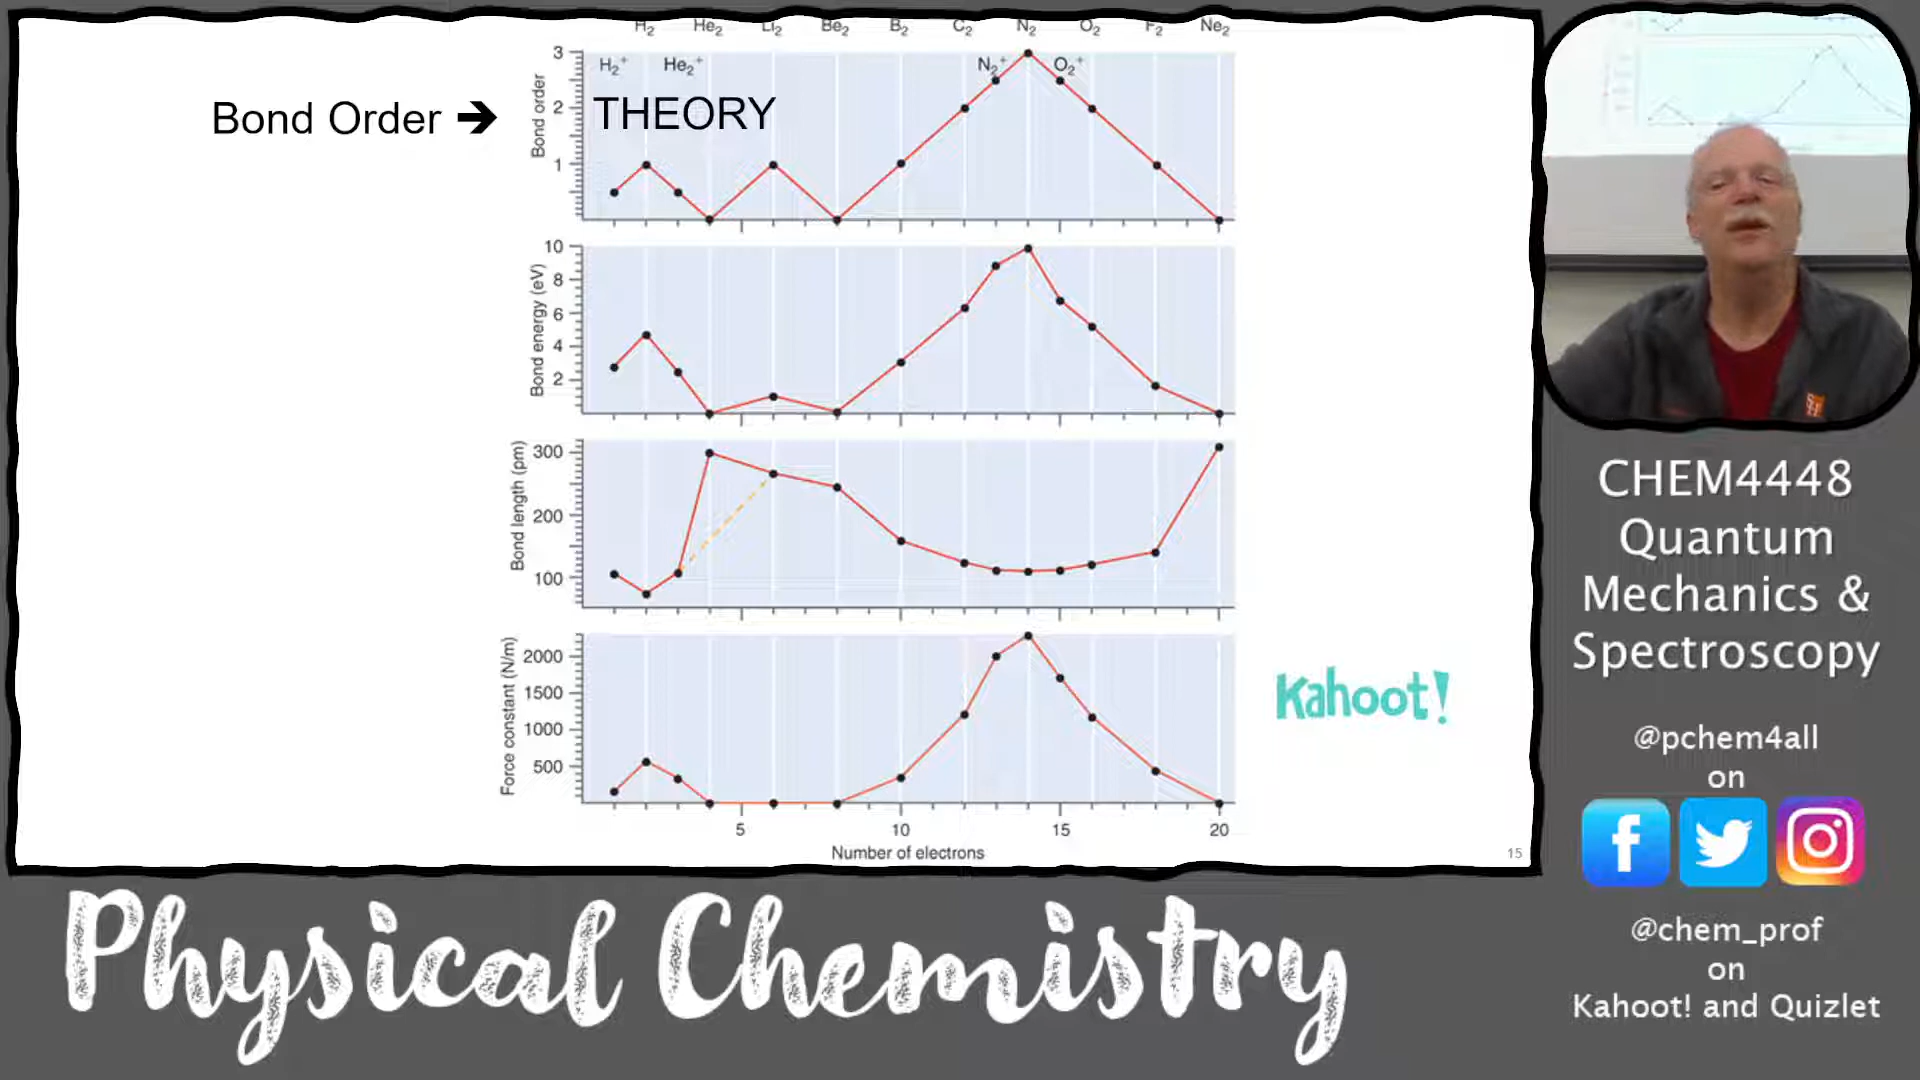 H₂ He₂ Li₂ Be₂ B₂ C₂ N₂ O₂ F₂ Ne₂
Bond Order ➔
Bond order
3
2
1
H₂⁺ He₂⁺ N₂⁺ O₂⁺
THEORY
Bond energy (eV)
10
8
6
4
2
Bond length (pm)
300
200
100
Force constant (N/m)
2000
1500
1000
500
5 10 15 20
Number of electrons
Kahoot!
15
CHEM4448
Quantum
Mechanics &
Spectroscopy
@pchem4all
on
@chem_prof
on
Kahoot! and Quizlet
Physical Chemistry